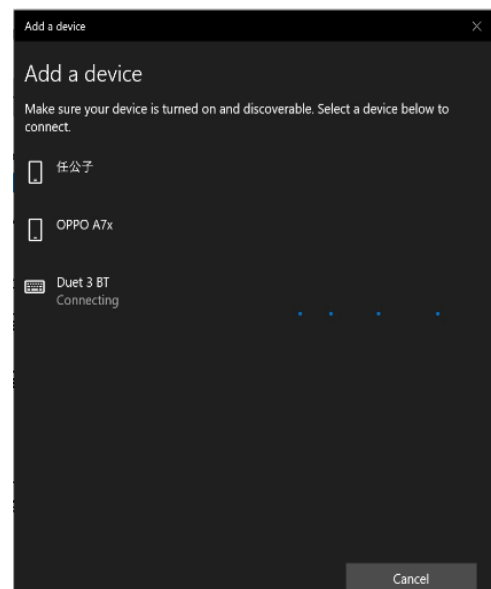 Add a device
Add a device
Make sure your device is turned on and discoverable. Select a device below to
connect.
任公子
OPPO A7x
Duet 3 BT
Connecting
Cancel